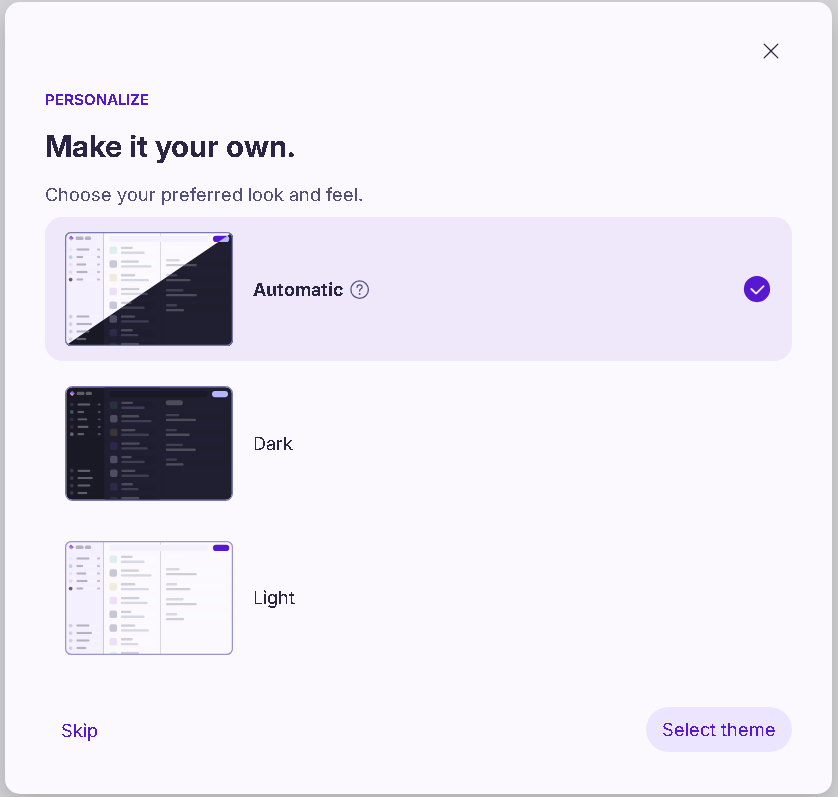 PERSONALIZE
Make it your own.
Choose your preferred look and feel.
Automatic ?
Dark
Light
Skip
Select theme